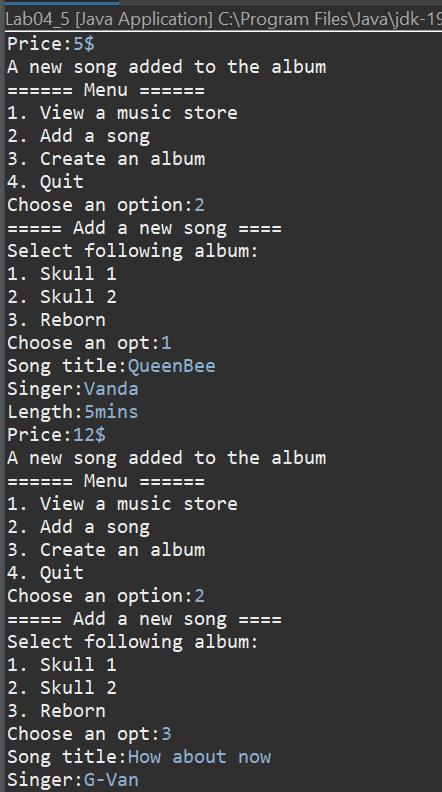 Lab04_5 [Java Application] C:\Program Files\Java\jdk-19
Price:5$
A new song added to the album
====== Menu ======
1. View a music store
2. Add a song
3. Create an album
4. Quit
Choose an option:2
===== Add a new song ====
Select following album:
1. Skull 1
2. Skull 2
3. Reborn
Choose an opt:1
Song title:QueenBee
Singer:Vanda
Length:5mins
Price:12$
A new song added to the album
====== Menu ======
1. View a music store
2. Add a song
3. Create an album
4. Quit
Choose an option:2
===== Add a new song ====
Select following album:
1. Skull 1
2. Skull 2
3. Reborn
Choose an opt:3
Song title:How about now
Singer:G-Van